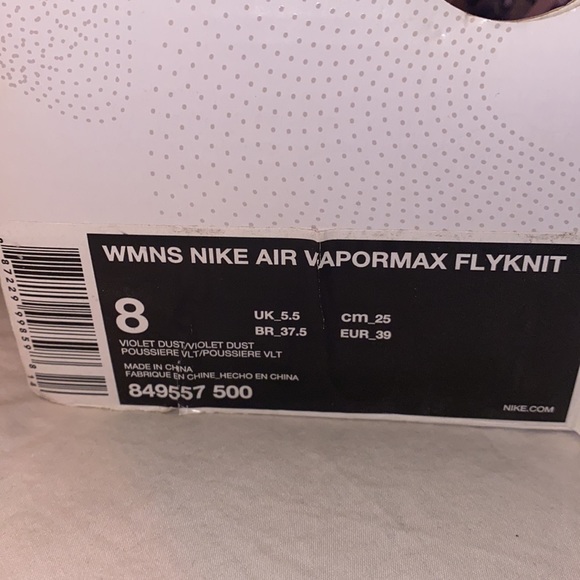 WMNS NIKE AIR VAPORMAX FLYKNIT
8
UK_5.5 cm_25
BR_37.5 EUR_39
VIOLET DUST/VIOLET DUST
POUSSIERE VLT/POUSSIERE VLT
MADE IN CHINA
FABRIQUE EN CHINE_HECHO EN CHINA
849557 500
NIKE.COM